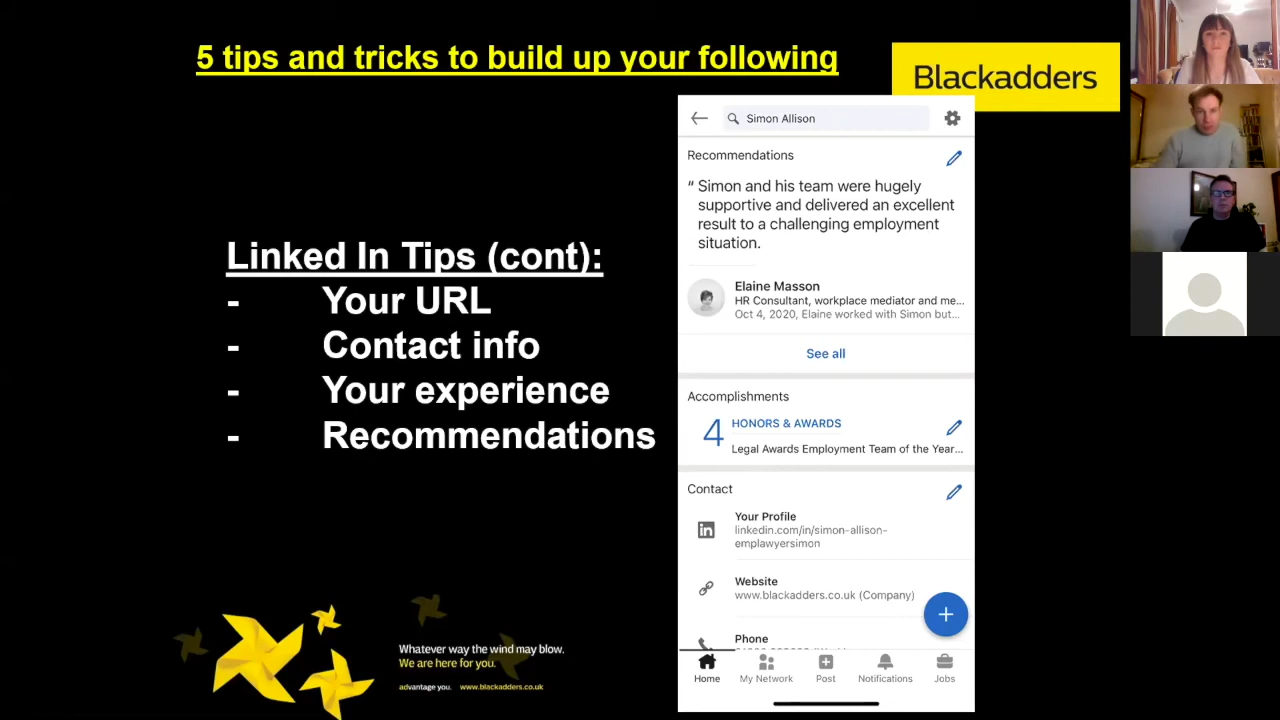 5 tips and tricks to build up your following
Blackadders
Linked In Tips (cont):
- Your URL
- Contact info
- Your experience
- Recommendations
Simon Allison
Recommendations
“ Simon and his team were hugely
supportive and delivered an excellent
result to a challenging employment
situation.
Elaine Masson
HR Consultant, workplace mediator and me...
Oct 4, 2020, Elaine worked with Simon but...
See all
Accomplishments
4 HONORS & AWARDS
Legal Awards Employment Team of the Year...
Contact
Your Profile
linkedin.com/in/simon-allison-
emplawyersimon
Website
www.blackadders.co.uk (Company)
Phone
Home My Network Post Notifications Jobs
Whatever way the wind may blow.
We are here for you.
advantage you. www.blackadders.co.uk